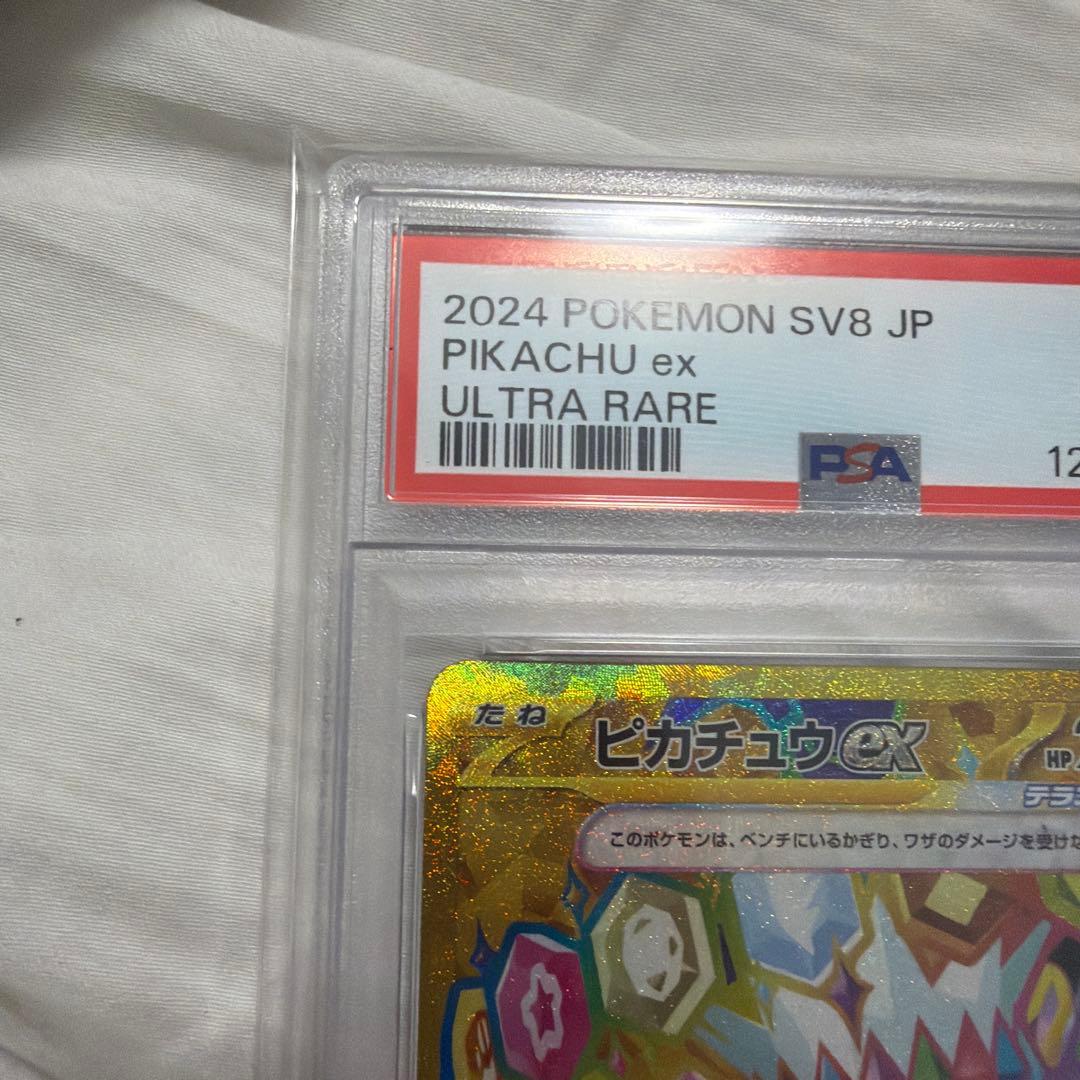 2024 POKEMON SV8 JP
PIKACHU ex
ULTRA RARE
PSA
12
たね
ピカチュウex
HP
テラ
このポケモンは、ベンチにいるかぎり、ワザのダメージを受けな